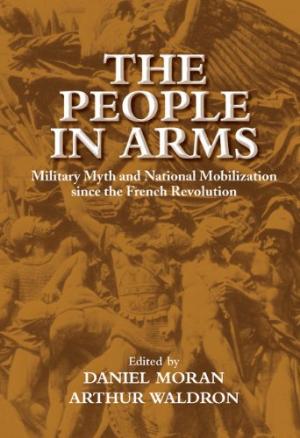 THE
PEOPLE
IN ARMS
Military Myth and National Mobilization
since the French Revolution
Edited by
DANIEL MORAN
ARTHUR WALDRON